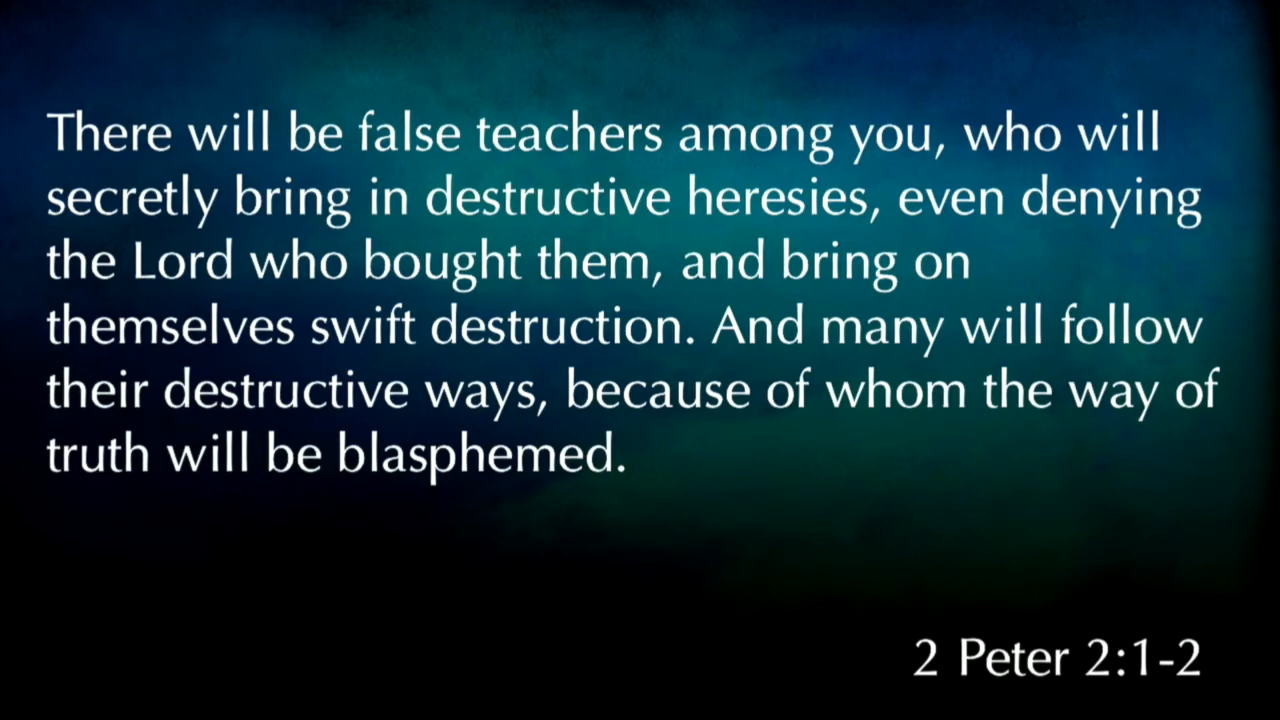 There will be false teachers among you, who will
secretly bring in destructive heresies, even denying
the Lord who bought them, and bring on
themselves swift destruction. And many will follow
their destructive ways, because of whom the way of
truth will be blasphemed.
2 Peter 2:1-2